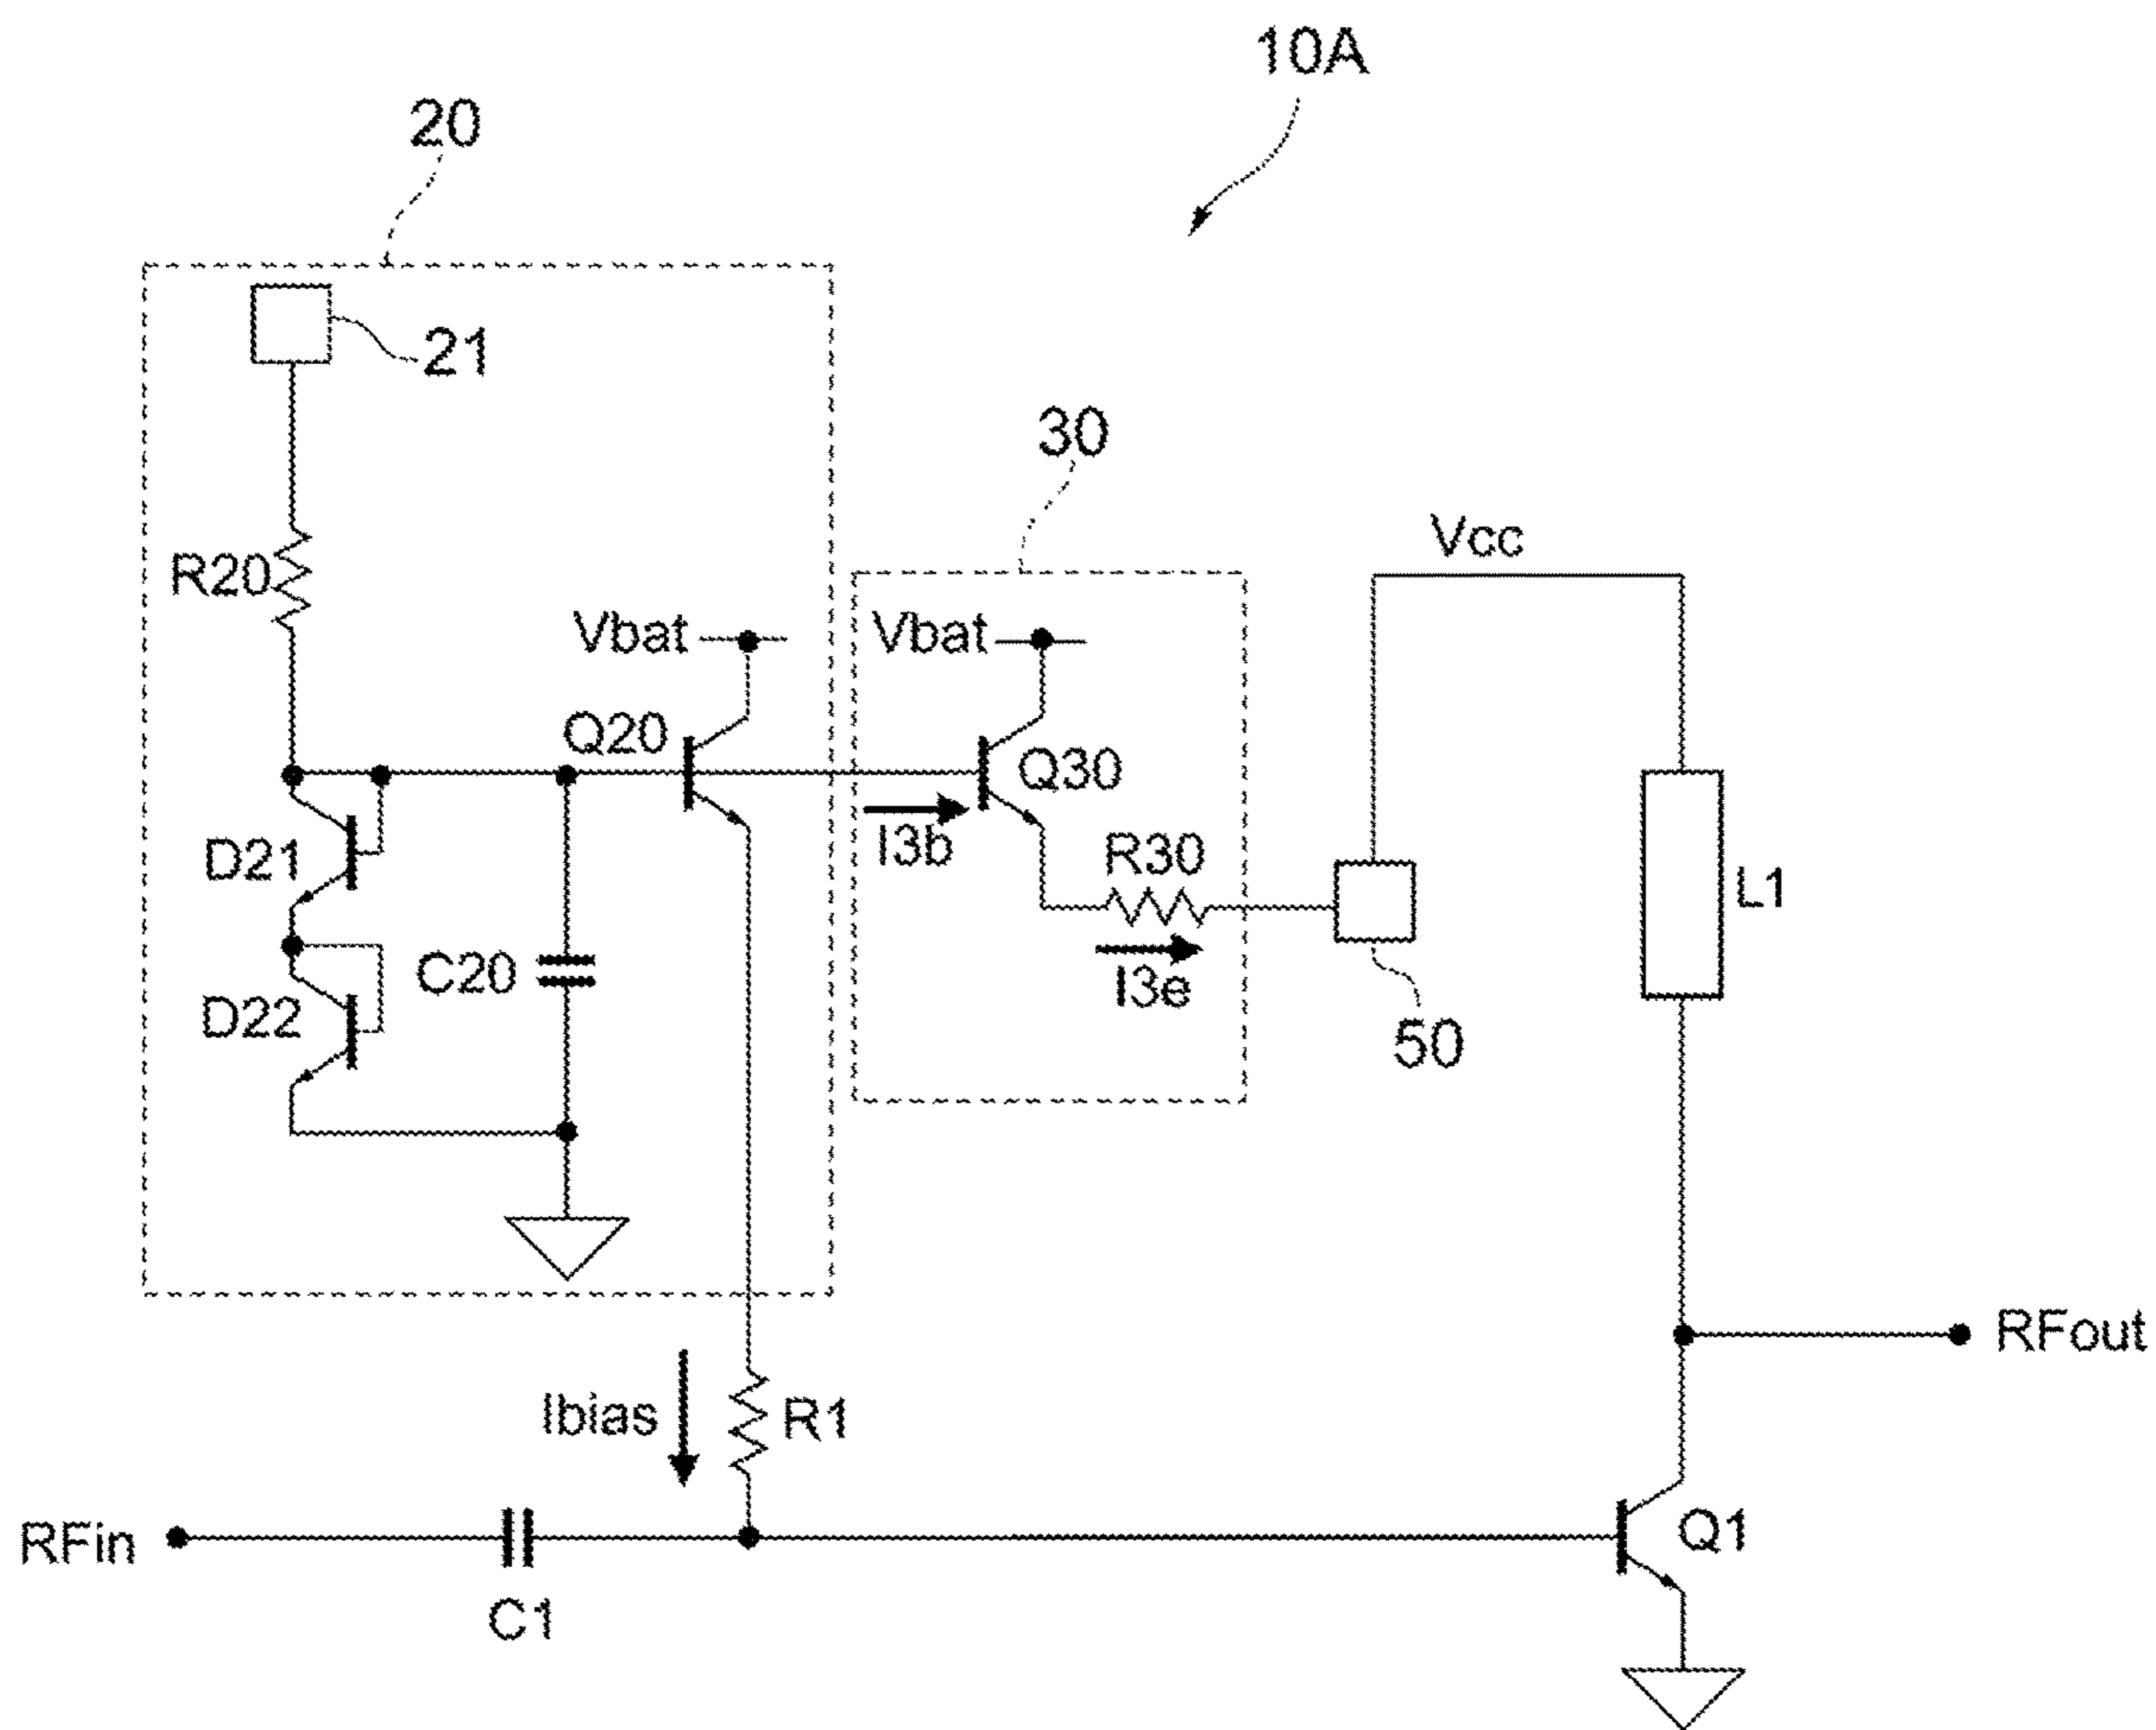 10A
20
21
30
Vcc
R20
Vbat
Vbat
Q20
Q30
I3b
R30
D21
L1
C20
I3e
D22
50
RFout
Ibias
R1
RFin
Q1
C1